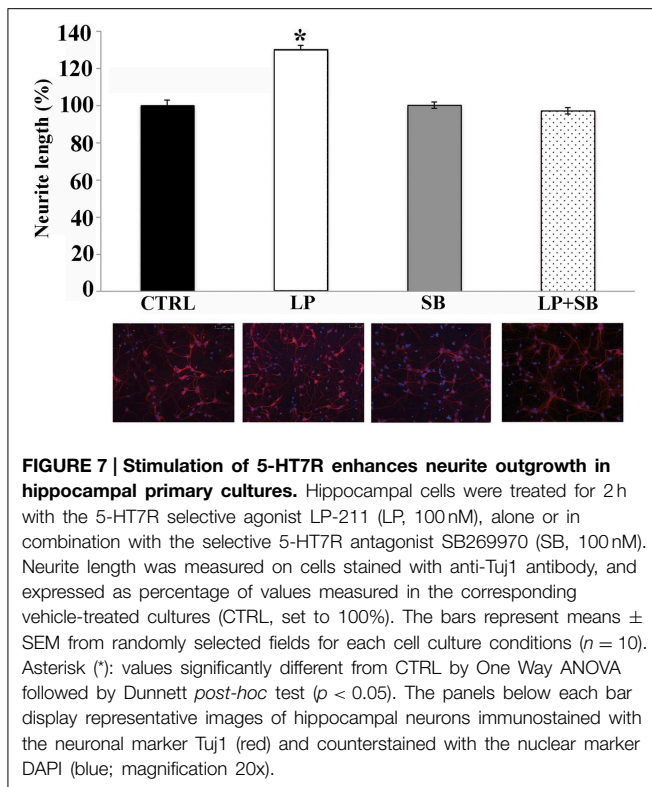 140
120
100
80
60
40
20
0
Neurite length (%)
*
CTRL LP SB LP+SB
FIGURE 7 | Stimulation of 5-HT7R enhances neurite outgrowth in
hippocampal primary cultures. Hippocampal cells were treated for 2 h
with the 5-HT7R selective agonist LP-211 (LP, 100 nM), alone or in
combination with the selective 5-HT7R antagonist SB269970 (SB, 100 nM).
Neurite length was measured on cells stained with anti-Tuj1 antibody, and
expressed as percentage of values measured in the corresponding
vehicle-treated cultures (CTRL, set to 100%). The bars represent means ±
SEM from randomly selected fields for each cell culture conditions (n = 10).
Asterisk (*): values significantly different from CTRL by One Way ANOVA
followed by Dunnett post-hoc test (p < 0.05). The panels below each bar
display representative images of hippocampal neurons immunostained with
the neuronal marker Tuj1 (red) and counterstained with the nuclear marker
DAPI (blue; magnification 20x).